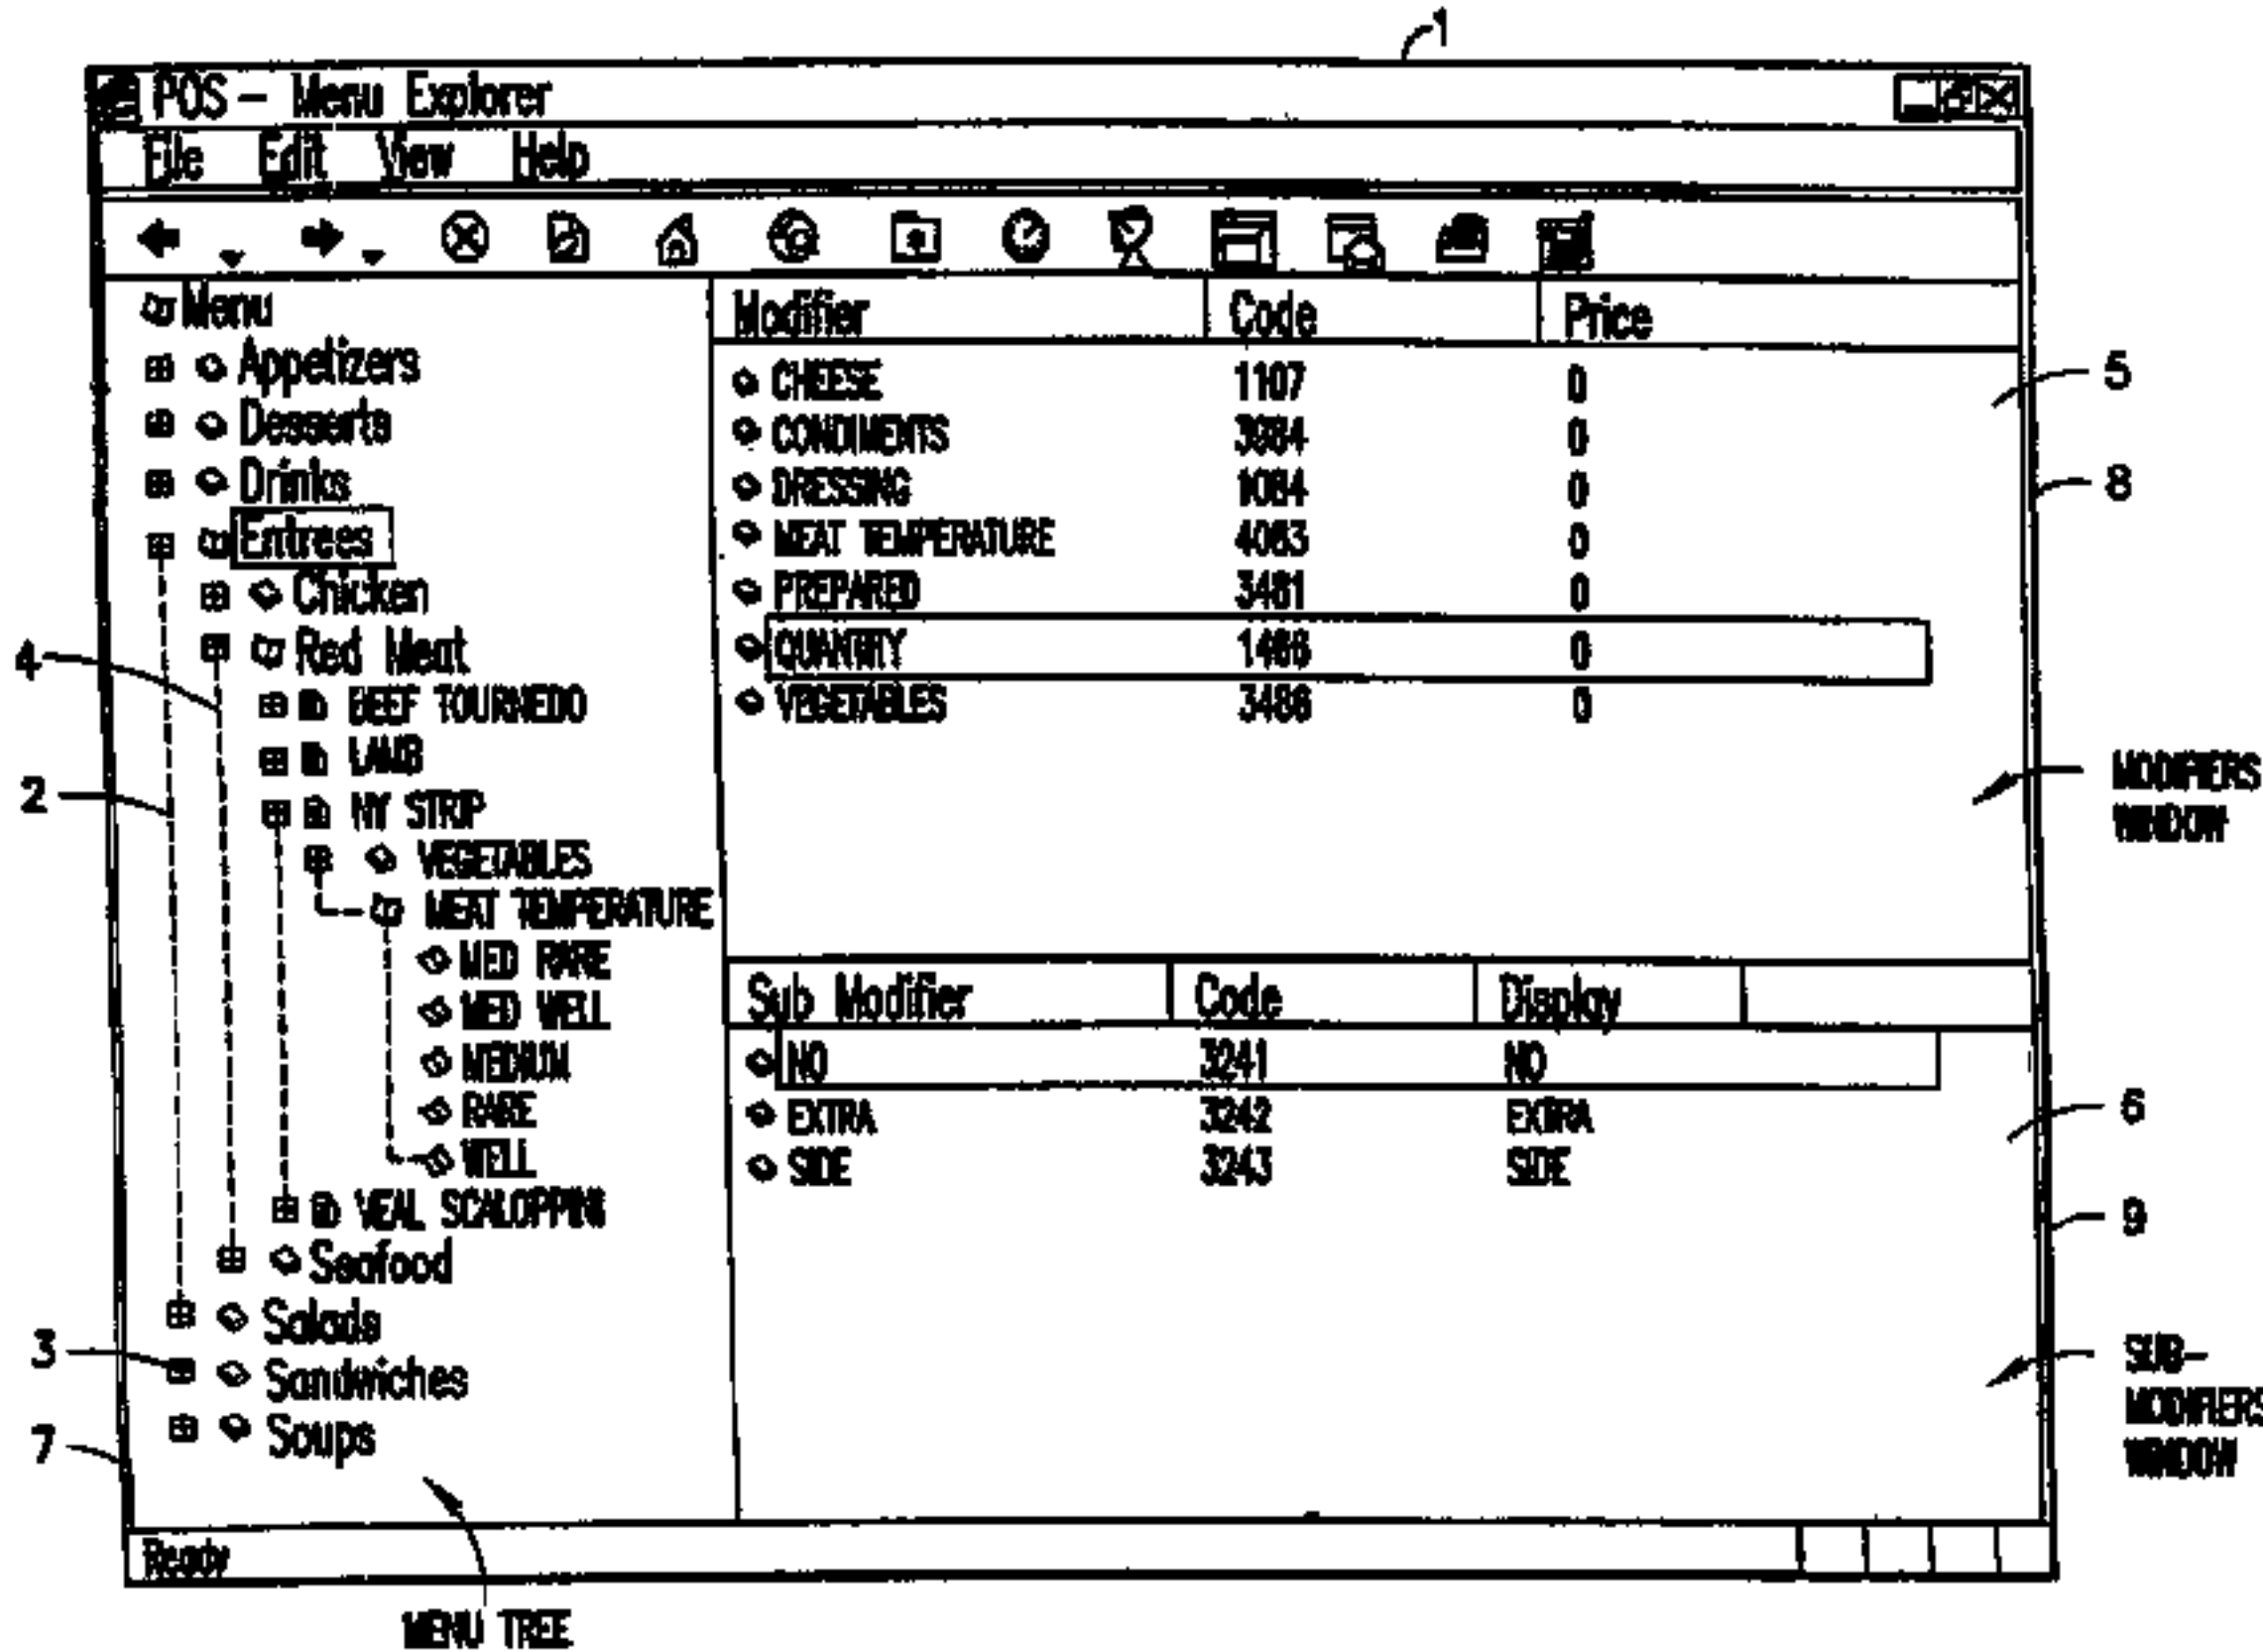 1
POS - Menu Explorer
File Edit View Help
Menu
Appetizers
Desserts
Drinks
Entrees
Chicken
Red Meat
BEEF TOURNEDO
LAMB
NY STRIP
VEGETABLES
MEAT TEMPERATURE
MED RARE
MED WELL
MEDIUM
RARE
WELL
VEAL SCALOPPINI
Seafood
Salads
Sandwiches
Soups
Modifier Code Price
CHEESE 1107 0
CONDIMENTS 0
DRESSING 1084 0
MEAT TEMPERATURE 0
PREPARED 3481 0
QUANTITY 0
VEGETABLES 3486 0
Sub Modifier Code Display
NO 3241 NO
EXTRA 3242 EXTRA
SIDE 3243 SIDE
Ready
4
2
3
7
5
8
MODIFIERS
WINDOW
6
9
SUB-
MODIFIERS
WINDOW
MENU TREE